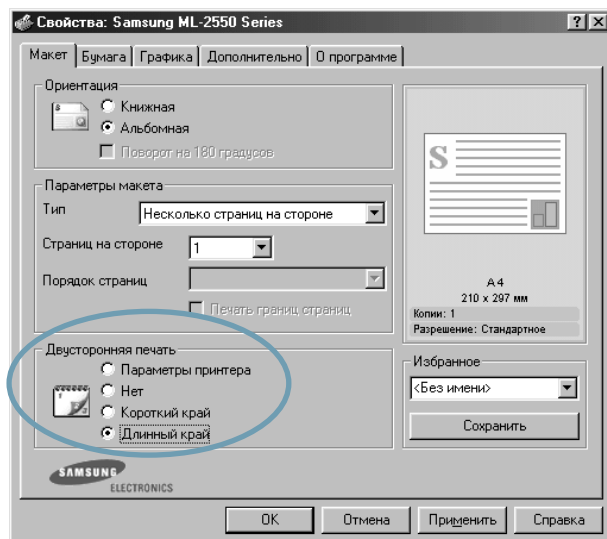 Свойства: Samsung ML-2550 Series
Макет Бумага Графика Дополнительно О программе
Ориентация
Книжная
Альбомная
Поворот на 180 градусов
Параметры макета
Тип Несколько страниц на стороне
Страниц на стороне 1
Порядок страниц
Печать границ страниц
Двусторонняя печать
Параметры принтера
Нет
Короткий край
Длинный край
S
A4
210 x 297 мм
Копии: 1
Разрешение: Стандартное
Избранное
<Без имени>
Сохранить
SAMSUNG
ELECTRONICS
OK Отмена Применить Справка